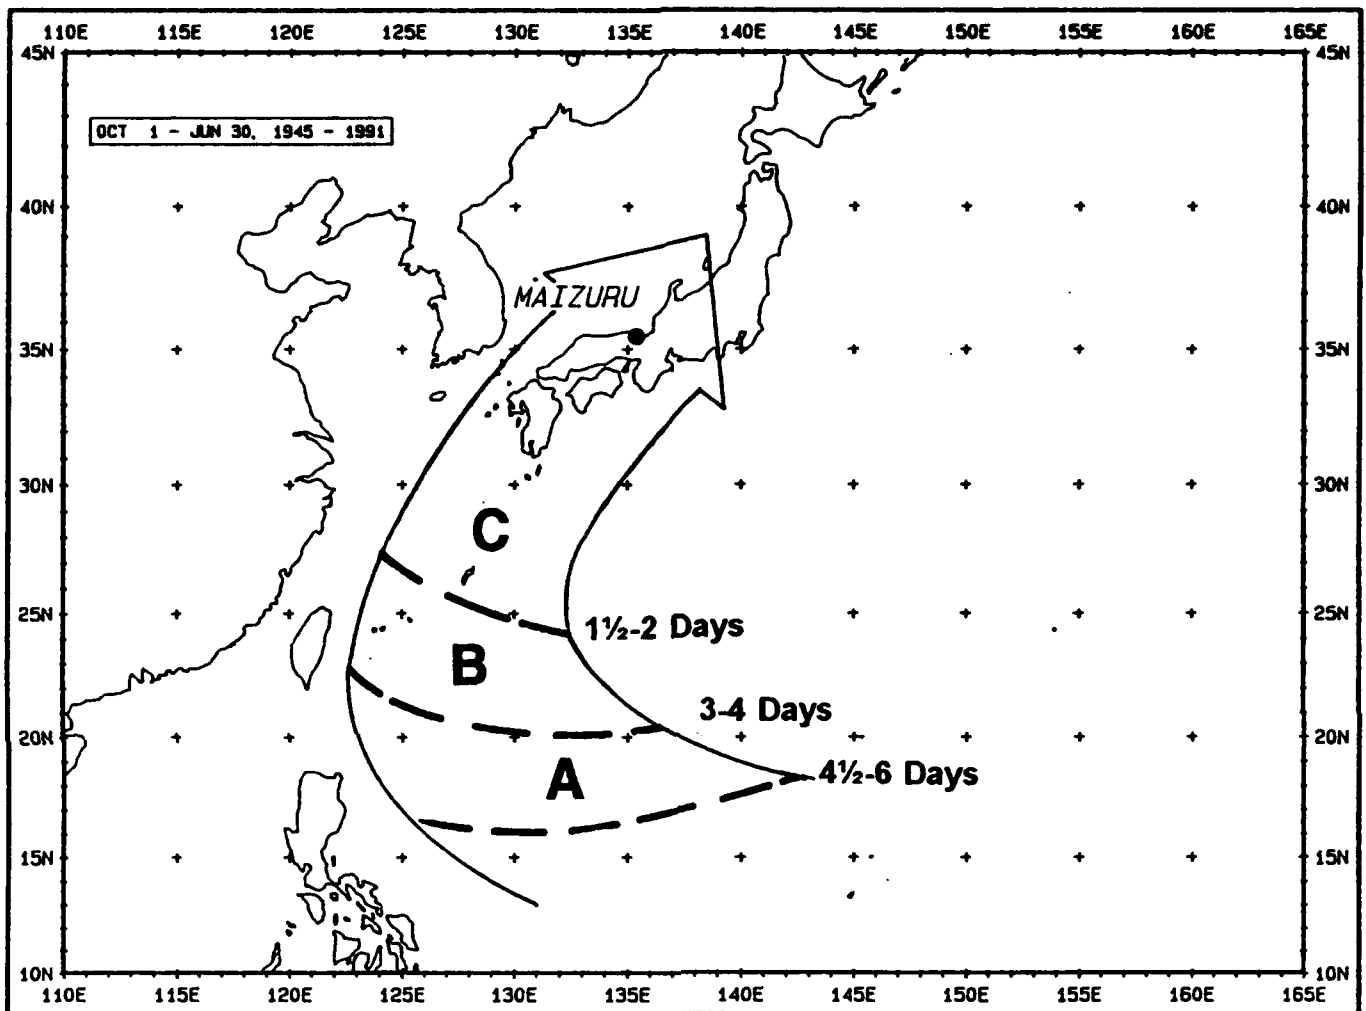 110E 115E 120E 125E 130E 135E 140E 145E 150E 155E 160E 165E
45N 45N
OCT 1 - JUN 30, 1945 - 1991
40N 40N
MAIZURU
35N 35N
30N 30N
C
25N 25N
1½-2 Days
B
3-4 Days
20N 20N
A
4½-6 Days
15N 15N
10N 10N
110E 115E 120E 125E 130E 135E 140E 145E 150E 155E 160E 165E